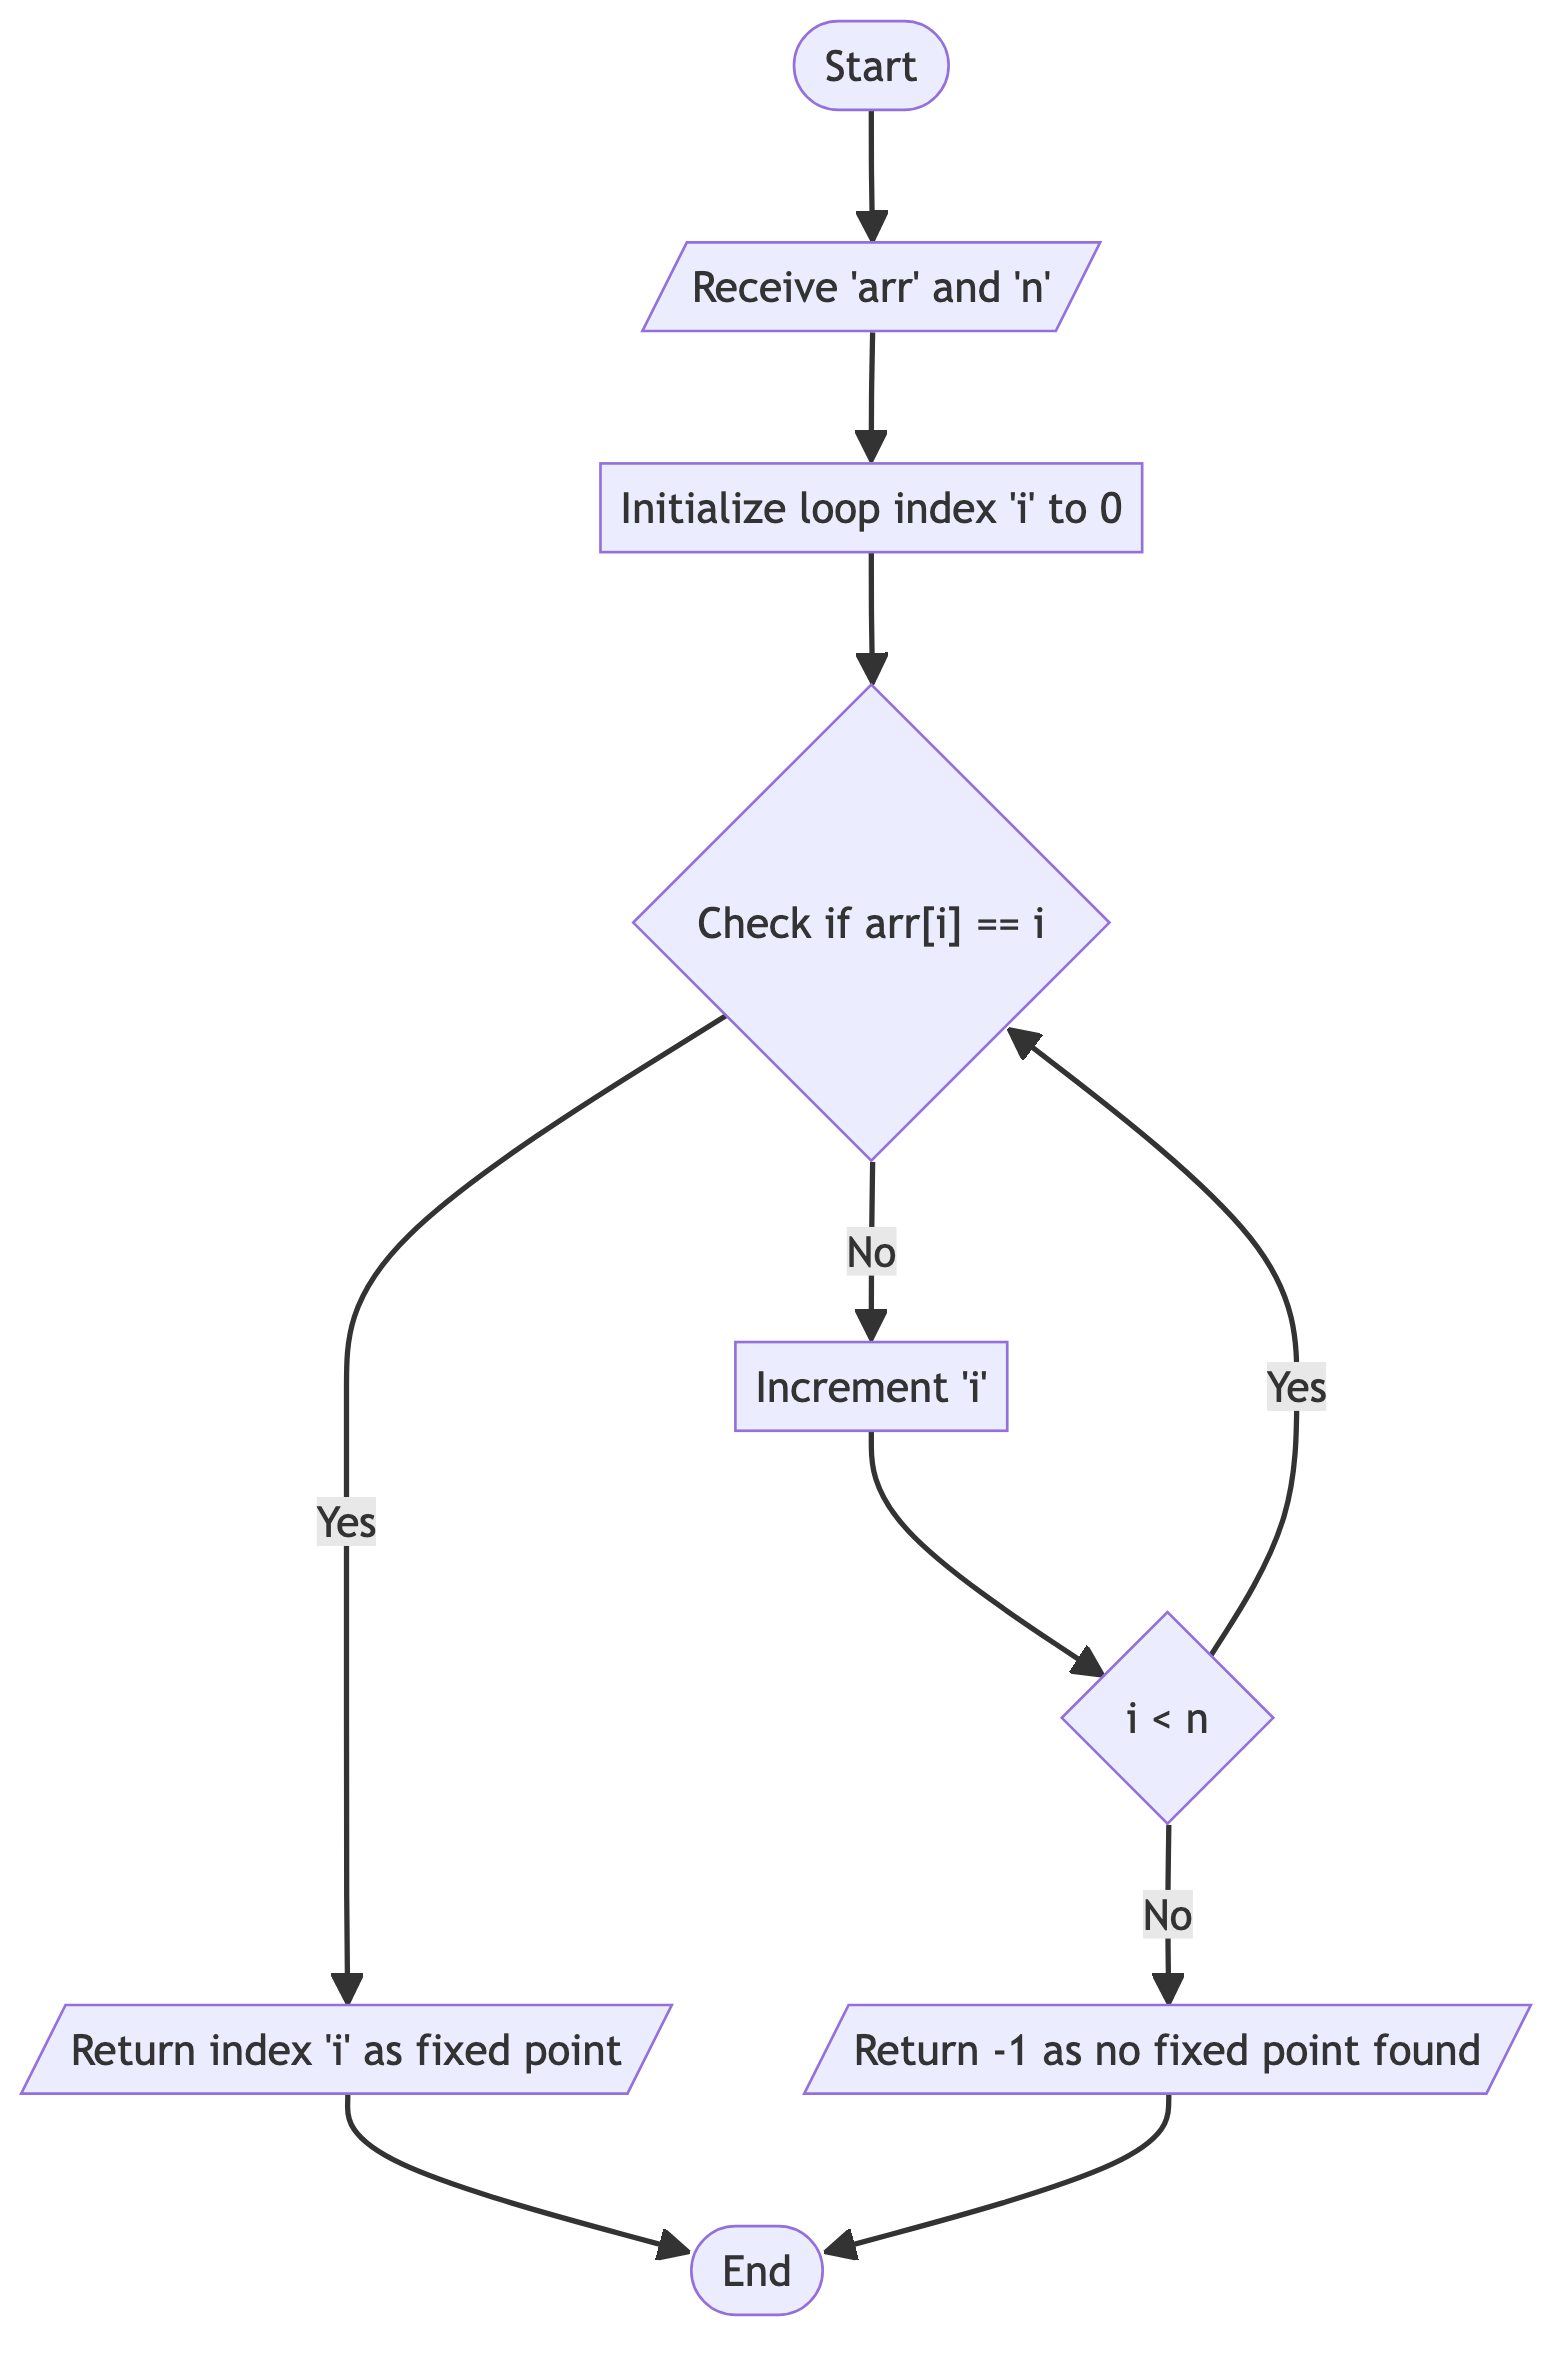 Start
Receive 'arr' and 'n'
Initialize loop index 'i' to 0
Check if arr[i] == i
No
Increment 'i'
Yes
Yes
i < n
No
Return index 'i' as fixed point
Return -1 as no fixed point found
End